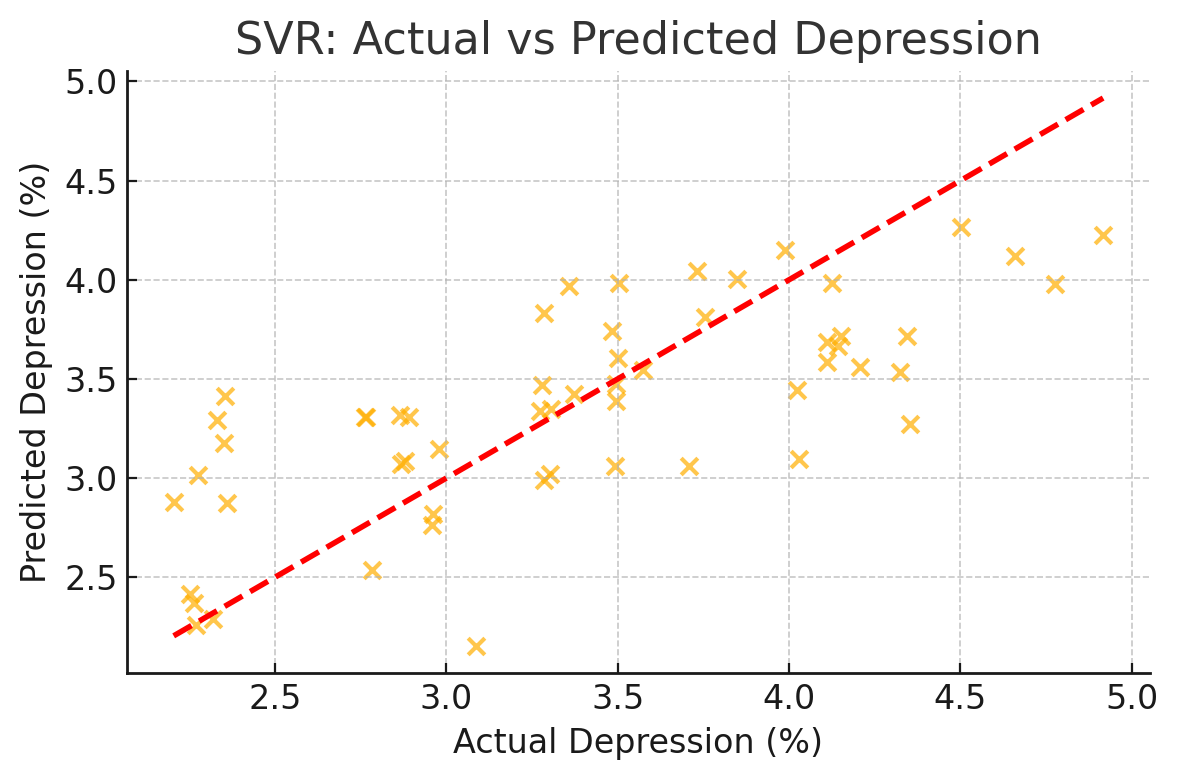 SVR: Actual vs Predicted Depression
Predicted Depression (%)
5.0
4.5
4.0
3.5
3.0
2.5
2.5 3.0 3.5 4.0 4.5 5.0
Actual Depression (%)